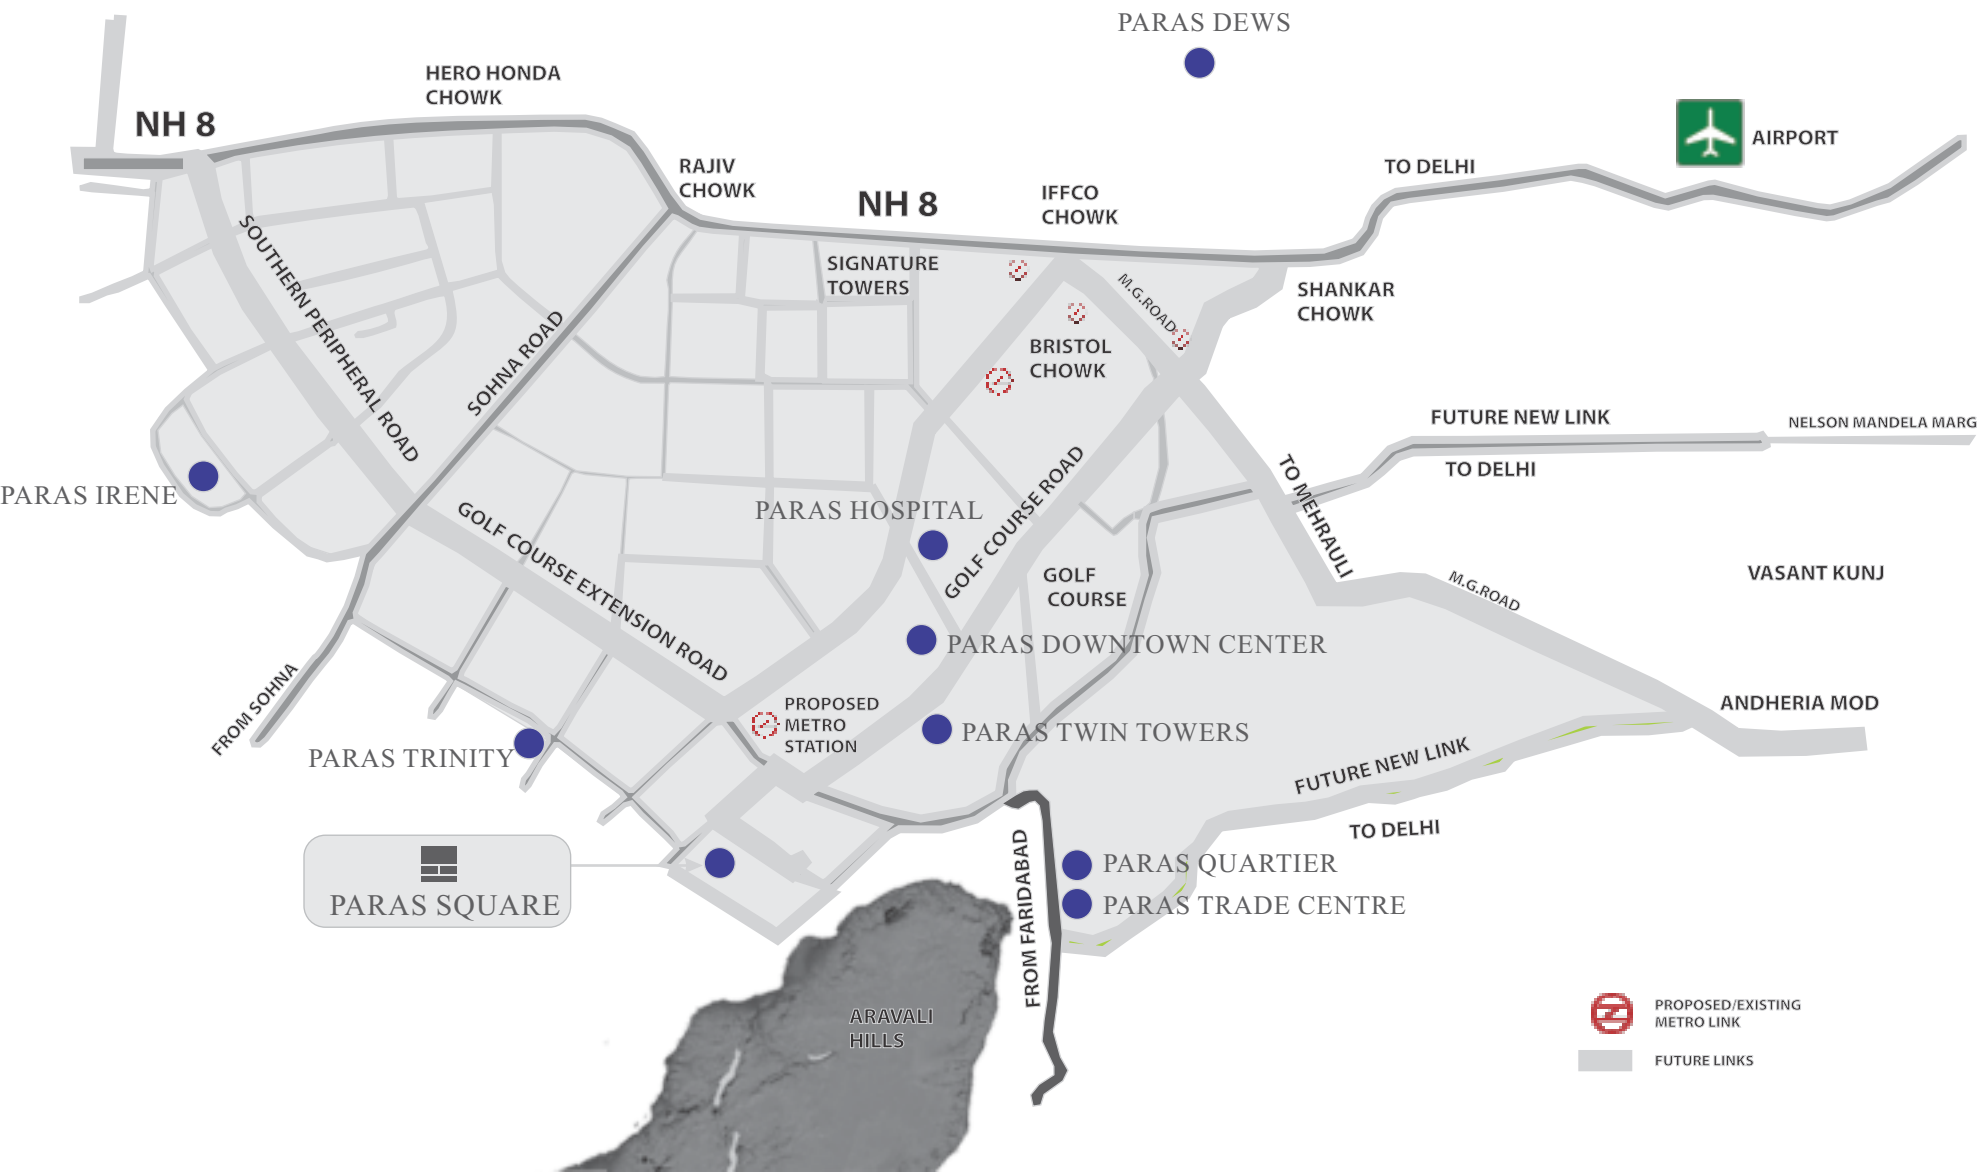 PARAS DEWS
HERO HONDA
CHOWK
NH 8
AIRPORT
RAJIV
CHOWK
TO DELHI
NH 8
IFFCO
CHOWK
SOUTHERN PERIPHERAL ROAD
SIGNATURE
TOWERS
M.G.ROAD
SHANKAR
CHOWK
SOHNA ROAD
BRISTOL
CHOWK
FUTURE NEW LINK
NELSON MANDELA MARG
TO DELHI
PARAS IRENE
GOLF COURSE EXTENSION ROAD
PARAS HOSPITAL
GOLF COURSE ROAD
TO MEHRAULI
GOLF
COURSE
M.G.ROAD
VASANT KUNJ
PARAS DOWNTOWN CENTER
FROM SOHNA
PROPOSED
METRO
STATION
ANDHERIA MOD
PARAS TWIN TOWERS
PARAS TRINITY
FUTURE NEW LINK
TO DELHI
PARAS SQUARE
FROM FARIDABAD
PARAS QUARTIER
PARAS TRADE CENTRE
ARAVALI
HILLS
PROPOSED/EXISTING
METRO LINK
FUTURE LINKS